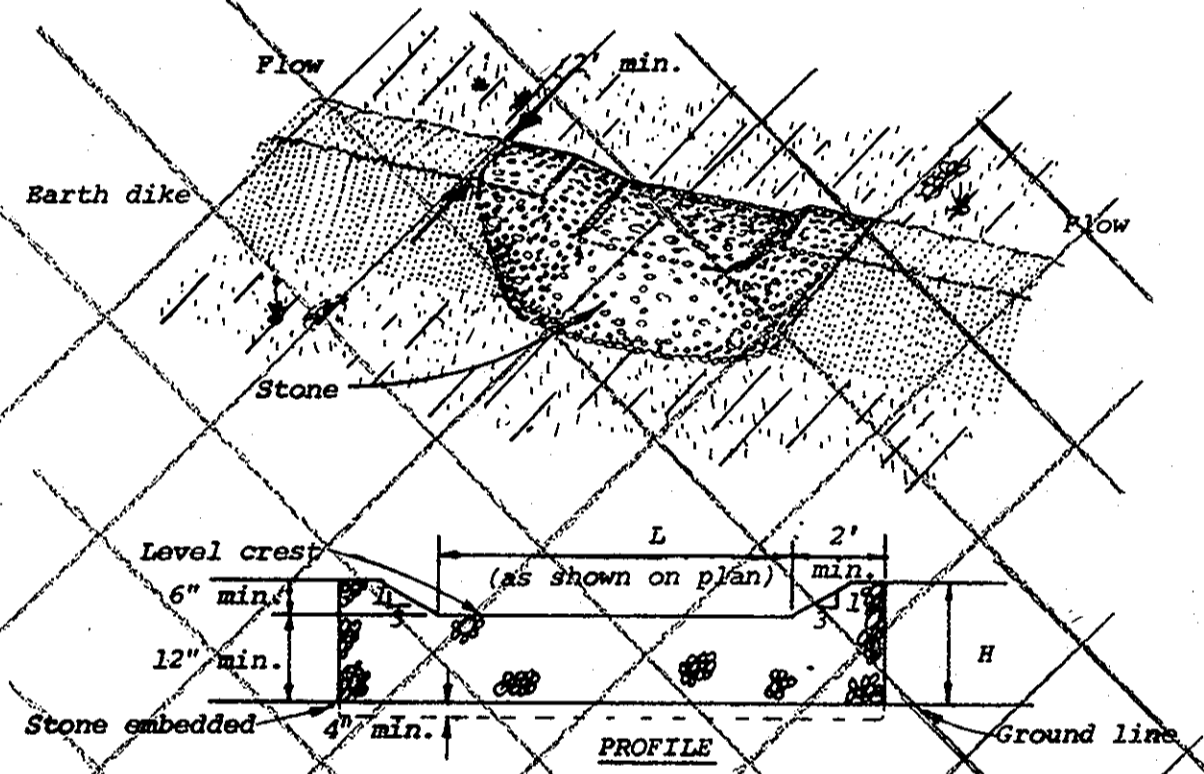 Flow
2' min.
Earth dike
Flow
Stone
L
2'
Level crest
(as shown on plan)
min.
6" min.
1
3
1
3
12" min.
H
Stone embedded
4" min.
Ground line
PROFILE